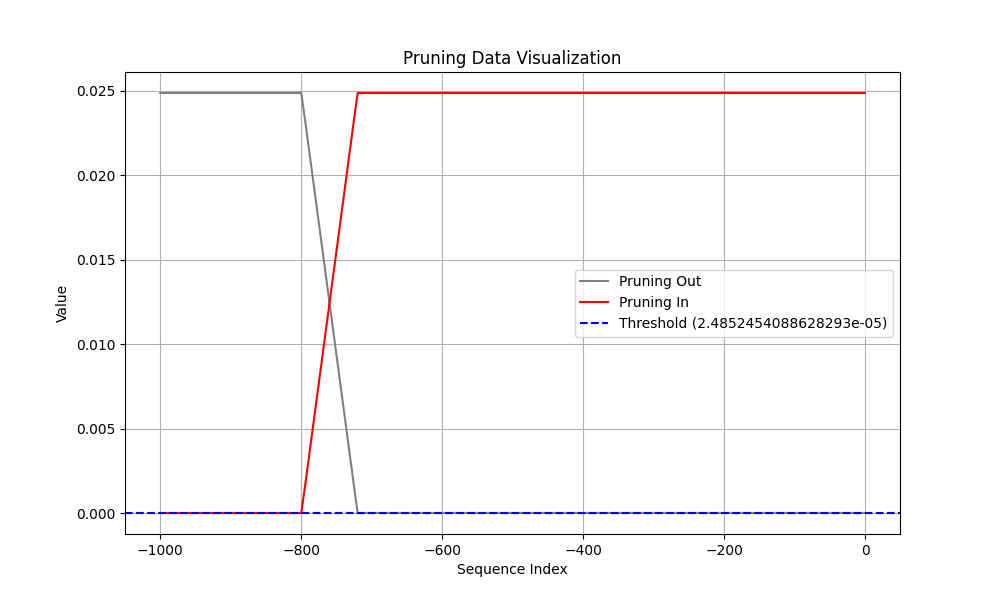 Pruning Data Visualization
0.025
0.020
0.015
0.010
0.005
0.000
Value
Pruning Out
Pruning In
Threshold (2.4852454088628293e-05)
−1000
−800
−600
−400
−200
0
Sequence Index